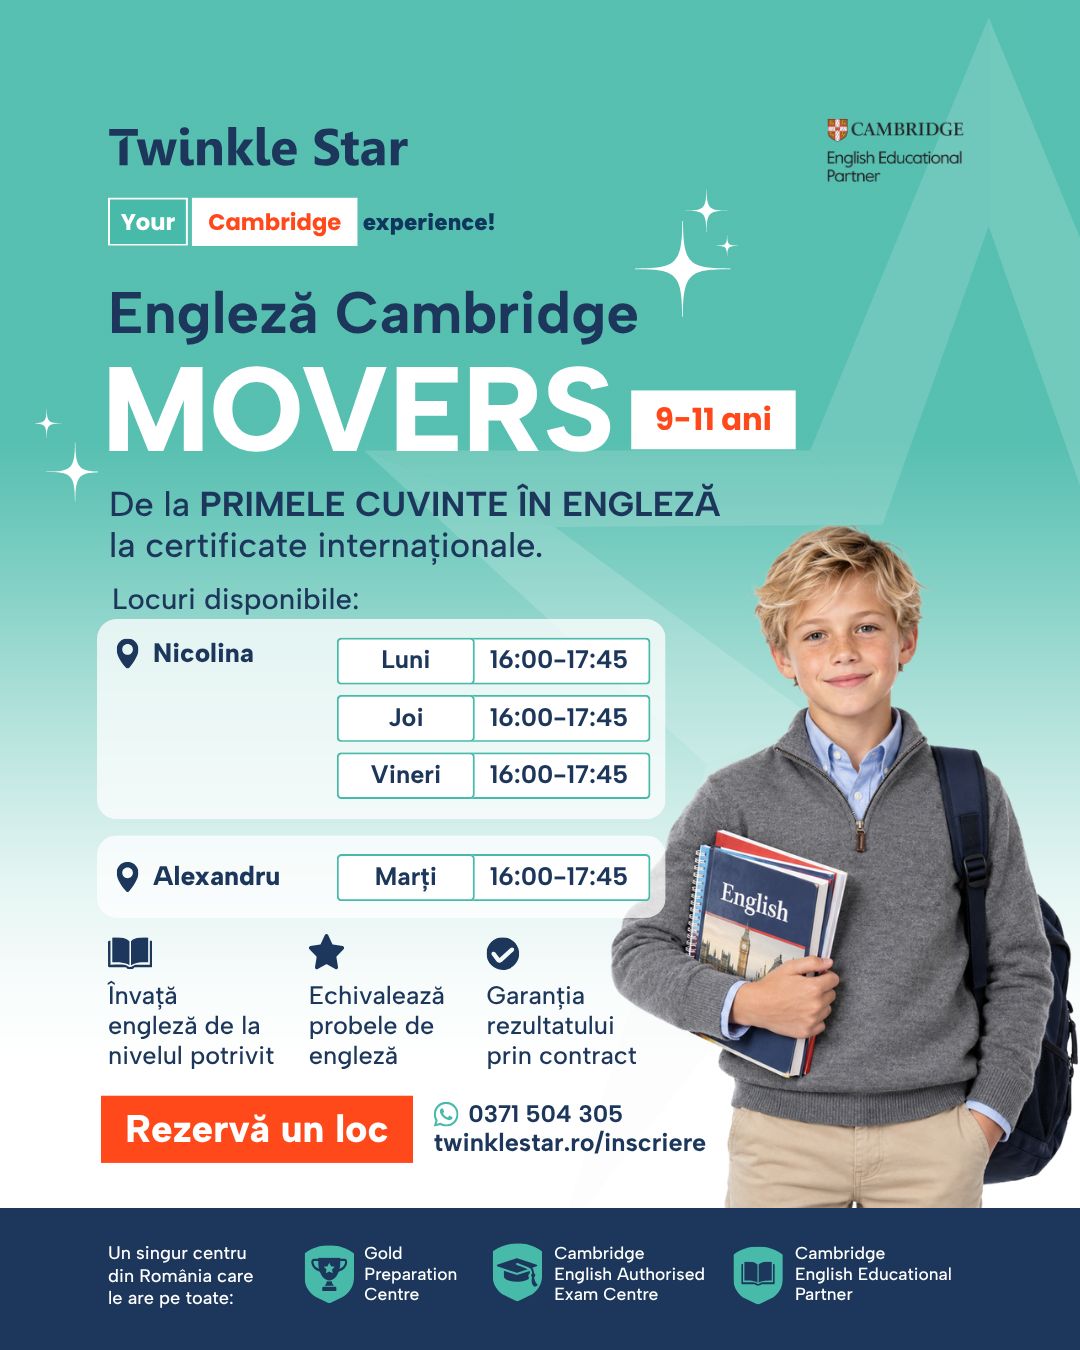 Twinkle Star
CAMBRIDGE
English Educational
Partner
Your Cambridge experience!
Engleză Cambridge
MOVERS 9-11 ani
De la PRIMELE CUVINTE ÎN ENGLEZĂ
la certificate internaționale.
Locuri disponibile:
Nicolina
Luni 16:00-17:45
Joi 16:00-17:45
Vineri 16:00-17:45
Alexandru
Marți 16:00-17:45
English
Învață
engleză de la
nivelul potrivit
Echivalează
probele de
engleză
Garanția
rezultatului
prin contract
Rezervă un loc
0371 504 305
twinklestar.ro/inscriere
Un singur centru
din România care
le are pe toate:
Gold
Preparation
Centre
Cambridge
English Authorised
Exam Centre
Cambridge
English Educational
Partner